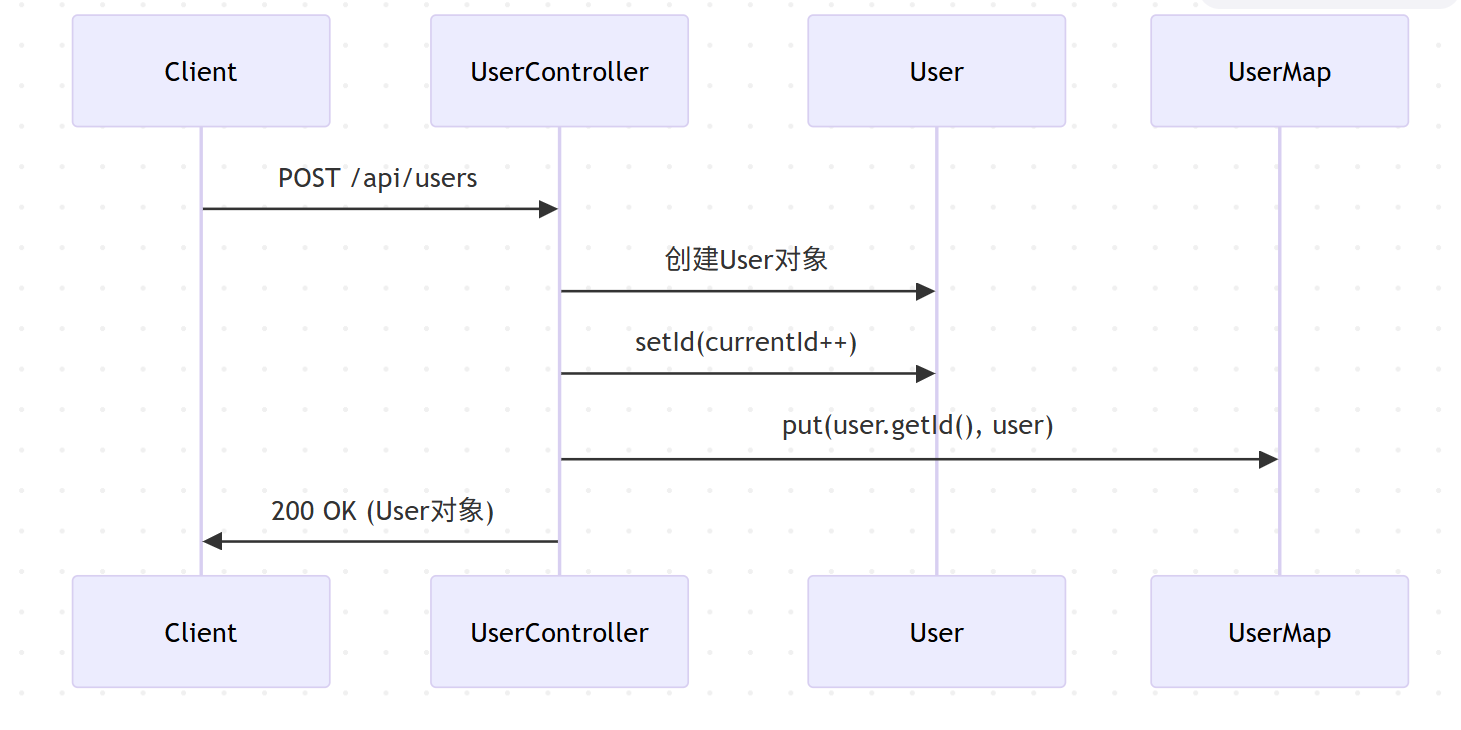 Client
UserController
User
UserMap
POST /api/users
创建User对象
setId(currentId++)
put(user.getId(), user)
200 OK (User对象)
Client
UserController
User
UserMap